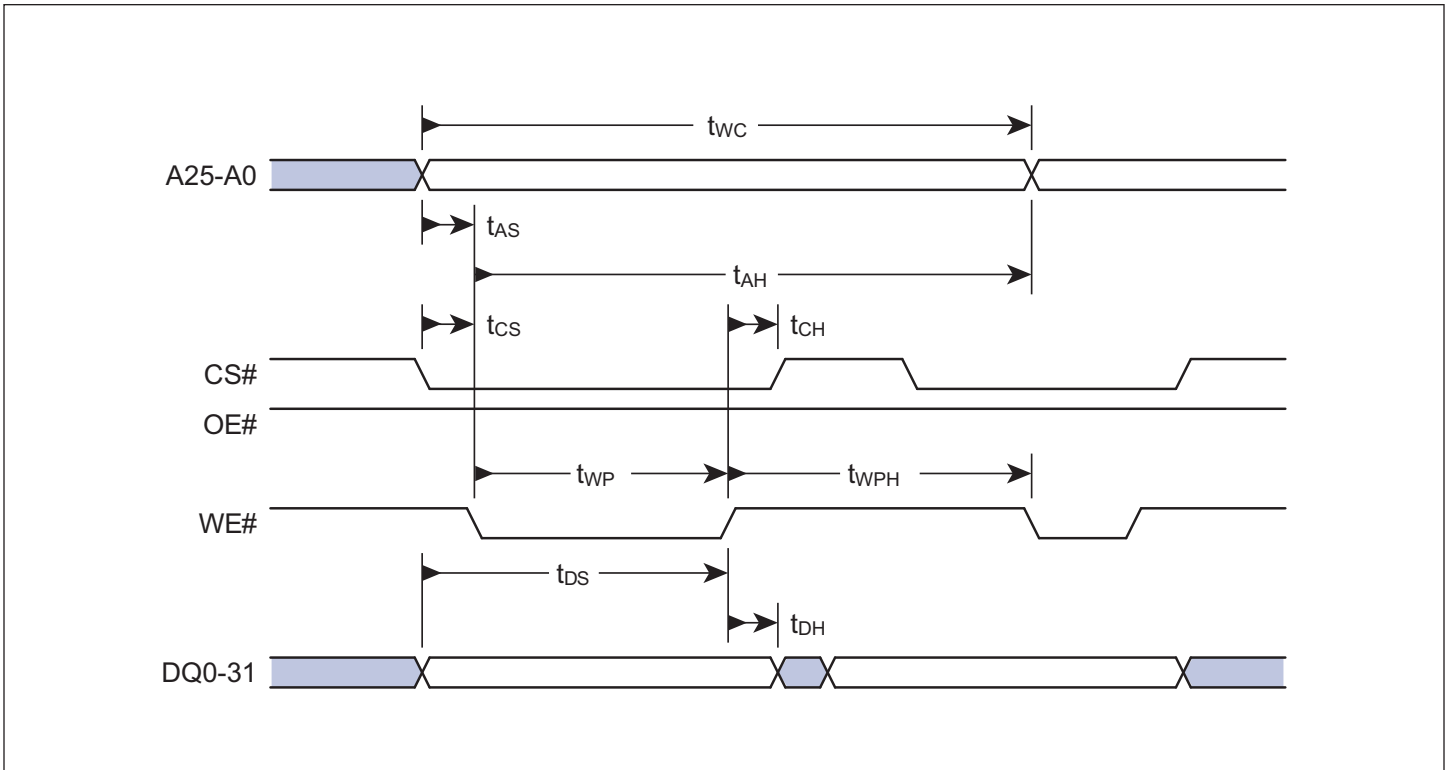 tWC
A25-A0
tAS
tAH
tCS
tCH
CS#
OE#
tWP
tWPH
WE#
tDS
tDH
DQ0-31